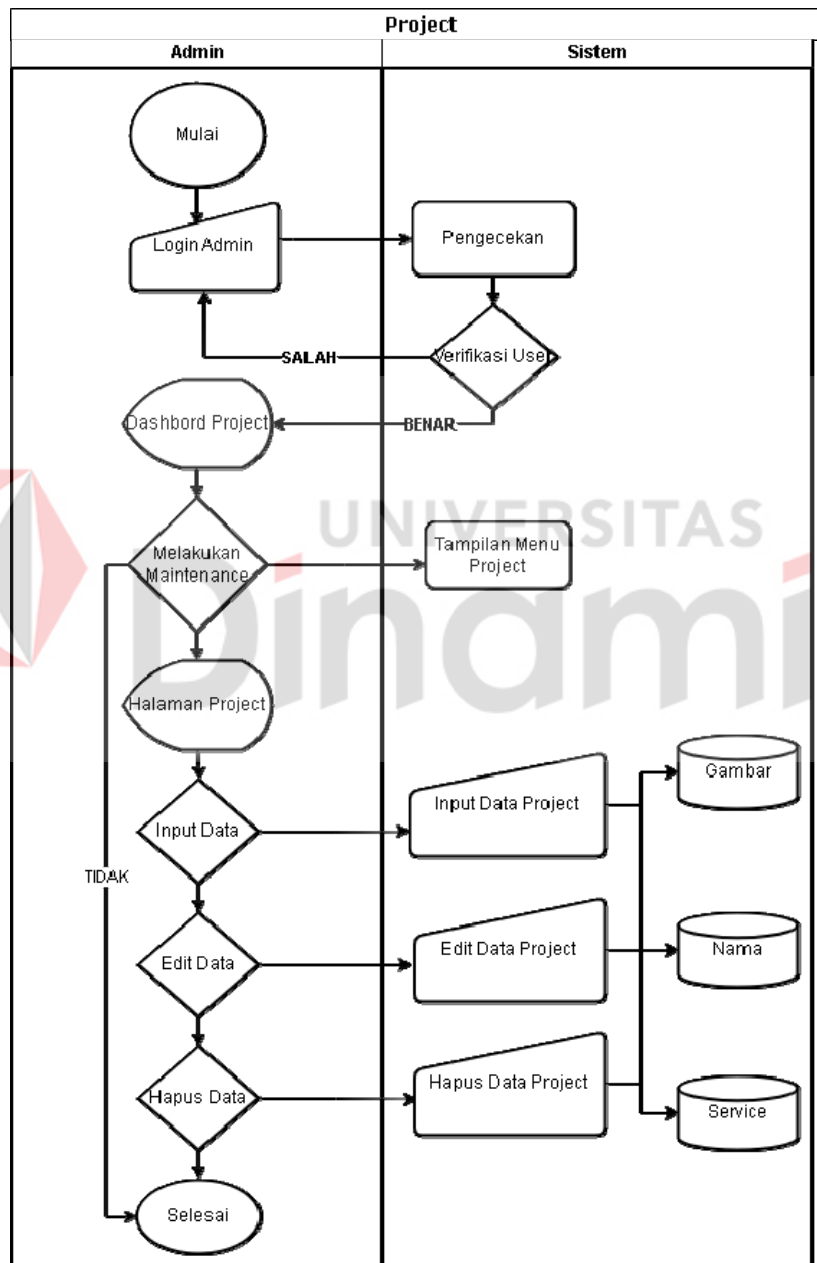 Project
Admin
Sistem
Mulai
Login Admin
Pengecekan
Verifikasi User
SALAH
BENAR
Dashbord Project
UNIVERSITAS
Dinami
Melakukan
Maintenance
Tampilan Menu
Project
Halaman Project
Input Data
Input Data Project
Gambar
TIDAK
Edit Data
Edit Data Project
Nama
Hapus Data
Hapus Data Project
Service
Selesai